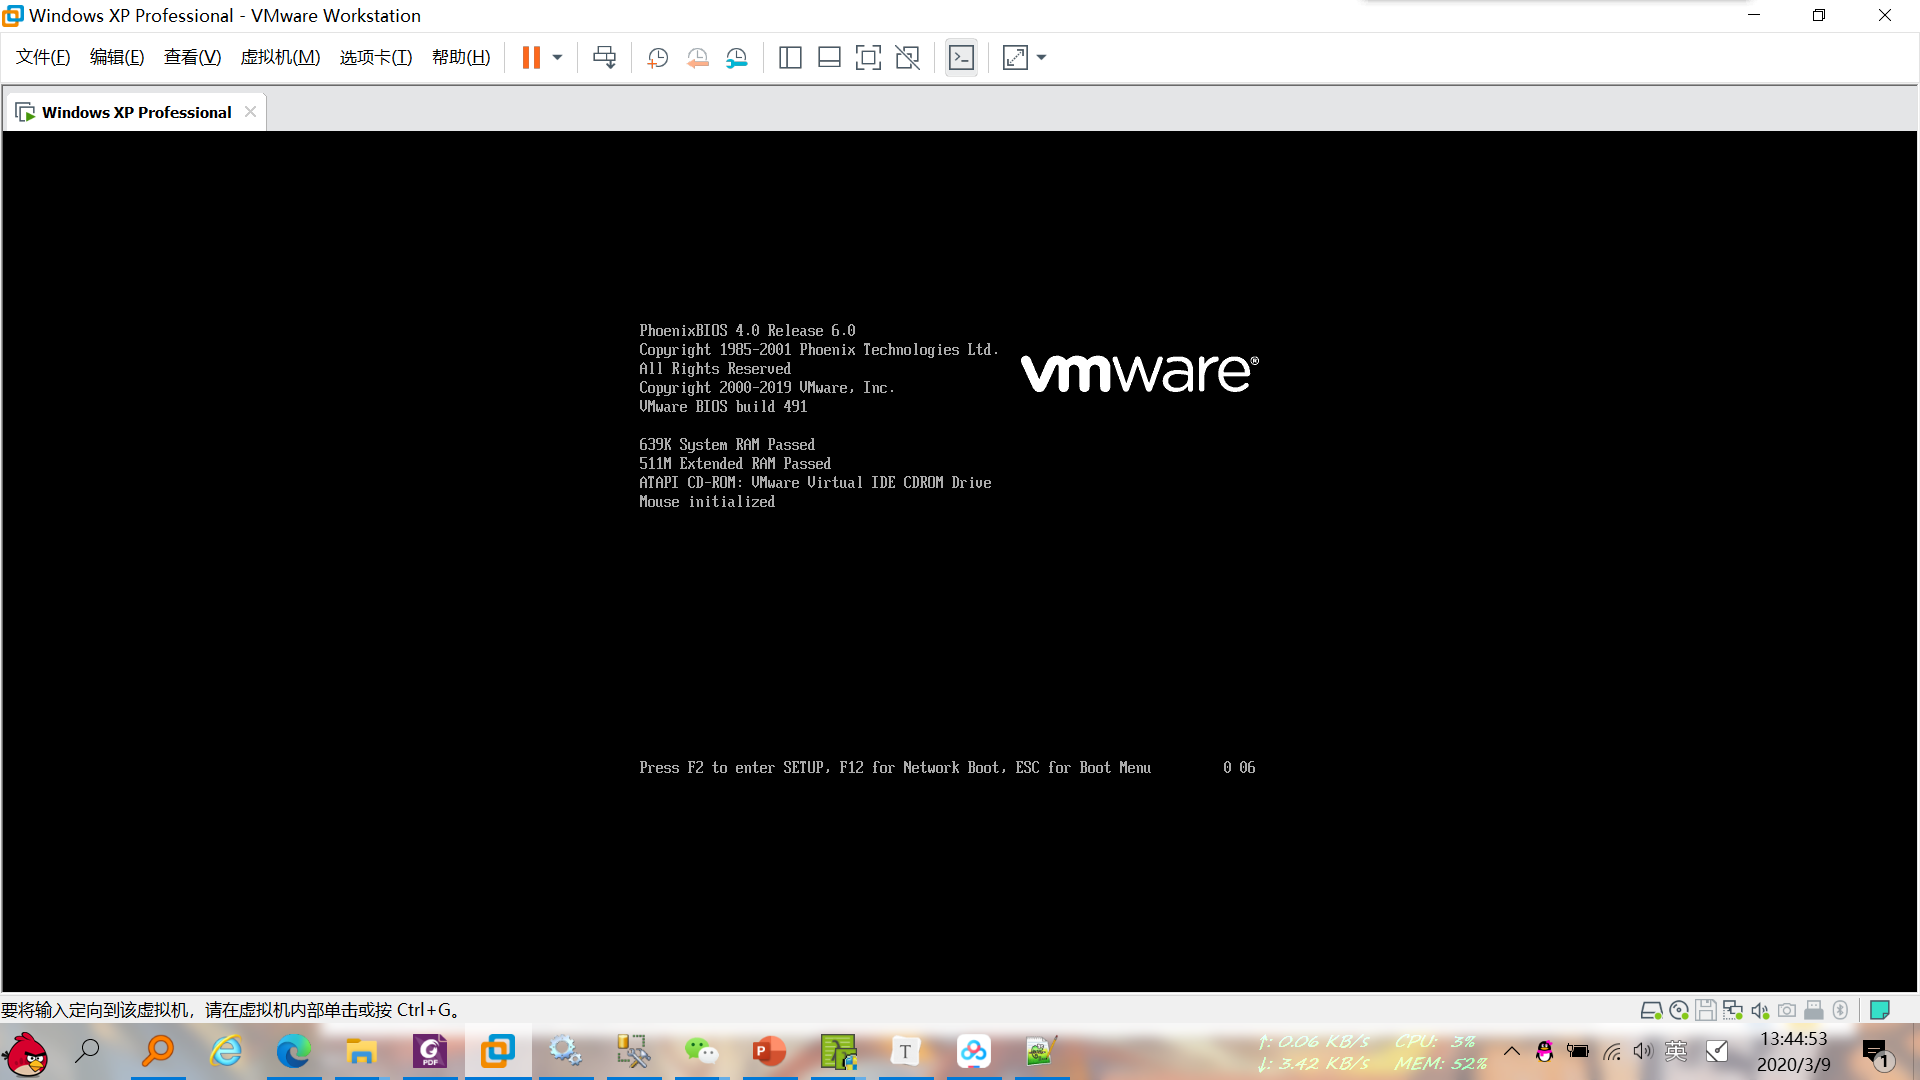 Windows XP Professional - VMware Workstation
文件(F) 编辑(E) 查看(V) 虚拟机(M) 选项卡(T) 帮助(H)
Windows XP Professional
PhoenixBIOS 4.0 Release 6.0
Copyright 1985-2001 Phoenix Technologies Ltd.
All Rights Reserved
Copyright 2000-2019 VMware, Inc.
VMware BIOS build 491
vmware®
639K System RAM Passed
511M Extended RAM Passed
ATAPI CD-ROM: VMware Virtual IDE CDROM Drive
Mouse initialized
Press F2 to enter SETUP, F12 for Network Boot, ESC for Boot Menu 0 06
要将输入定向到该虚拟机，请在虚拟机内部单击或按 Ctrl+G。
↑: 0.06 KB/s CPU: 3%
↓: 3.42 KB/s MEM: 52%
英
13:44:53
2020/3/9
1
PDF
P
T